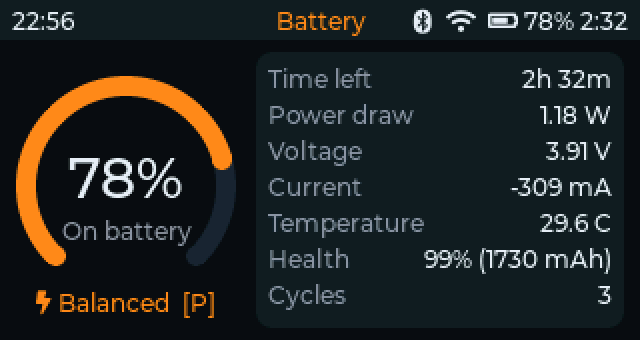 22:56 Battery 78% 2:32
78%
On battery
Balanced [P]
Time left 2h 32m
Power draw 1.18 W
Voltage 3.91 V
Current -309 mA
Temperature 29.6 C
Health 99% (1730 mAh)
Cycles 3